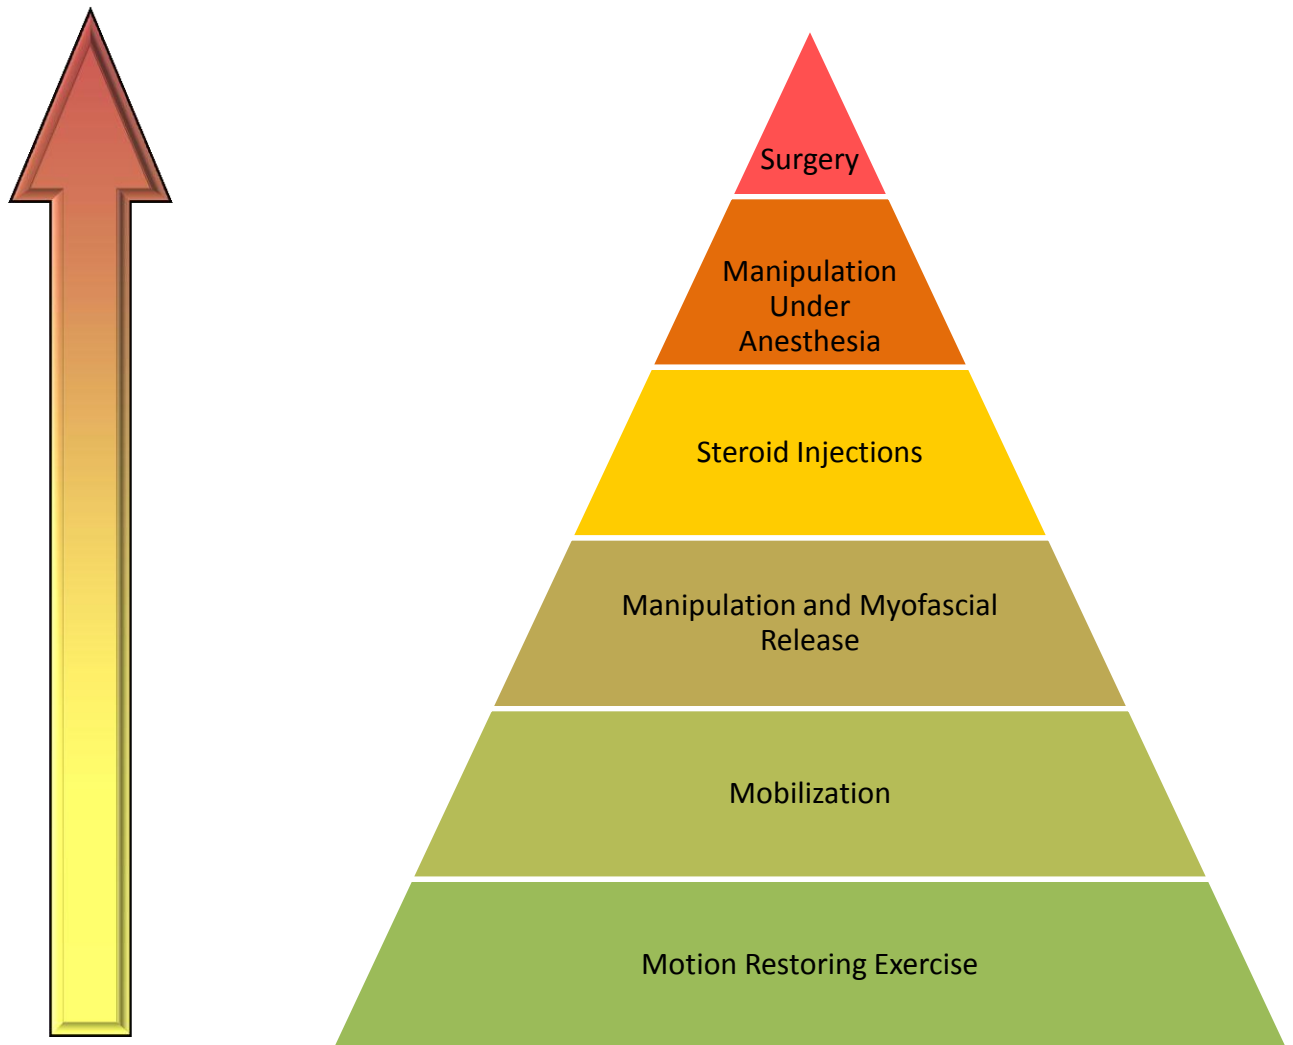 Surgery
Manipulation
Under
Anesthesia
Steroid Injections
Manipulation and Myofascial
Release
Mobilization
Motion Restoring Exercise